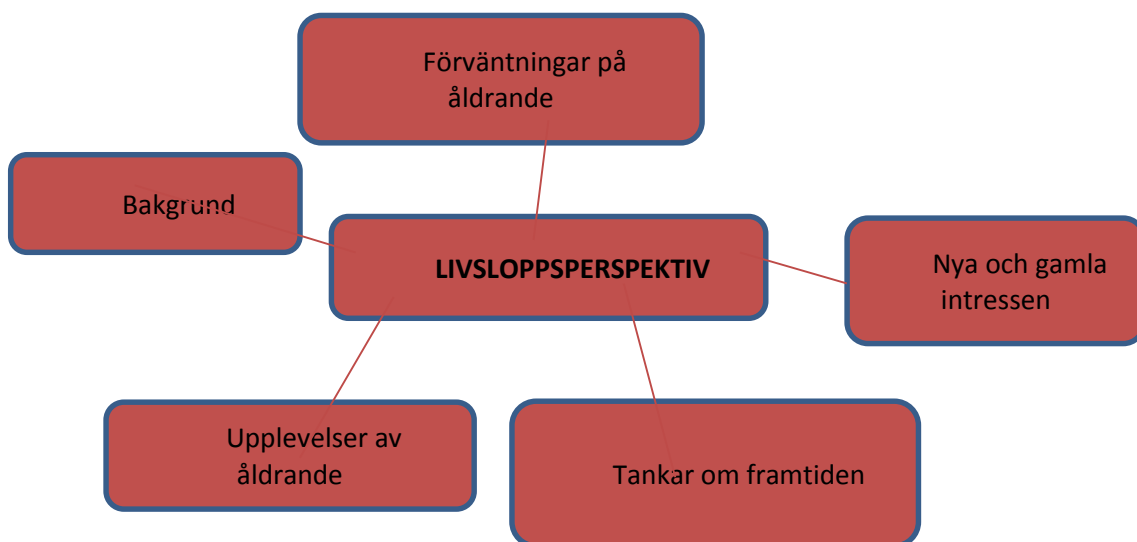 Förväntningar på
åldrande
Bakgrund
LIVSLOPPSPERSPEKTIV
Nya och gamla
intressen
Upplevelser av
åldrande
Tankar om framtiden